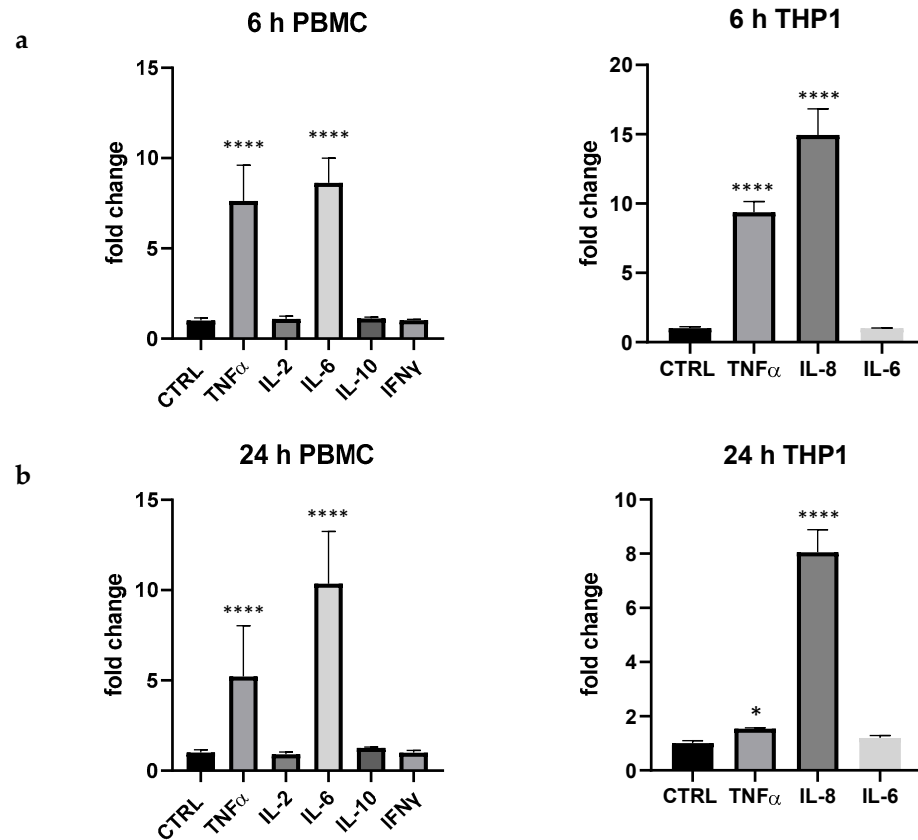 a
6 h PBMC
fold change
15
10
5
0
**** ****
CTRL TNFα IL-2 IL-6 IL-10 IFNγ
6 h THP1
fold change
20
15
10
5
0
**** ****
CTRL TNFα IL-8 IL-6
b
24 h PBMC
fold change
15
10
5
0
**** ****
CTRL TNFα IL-2 IL-6 IL-10 IFNγ
24 h THP1
fold change
10
8
6
4
2
0
* ****
CTRL TNFα IL-8 IL-6